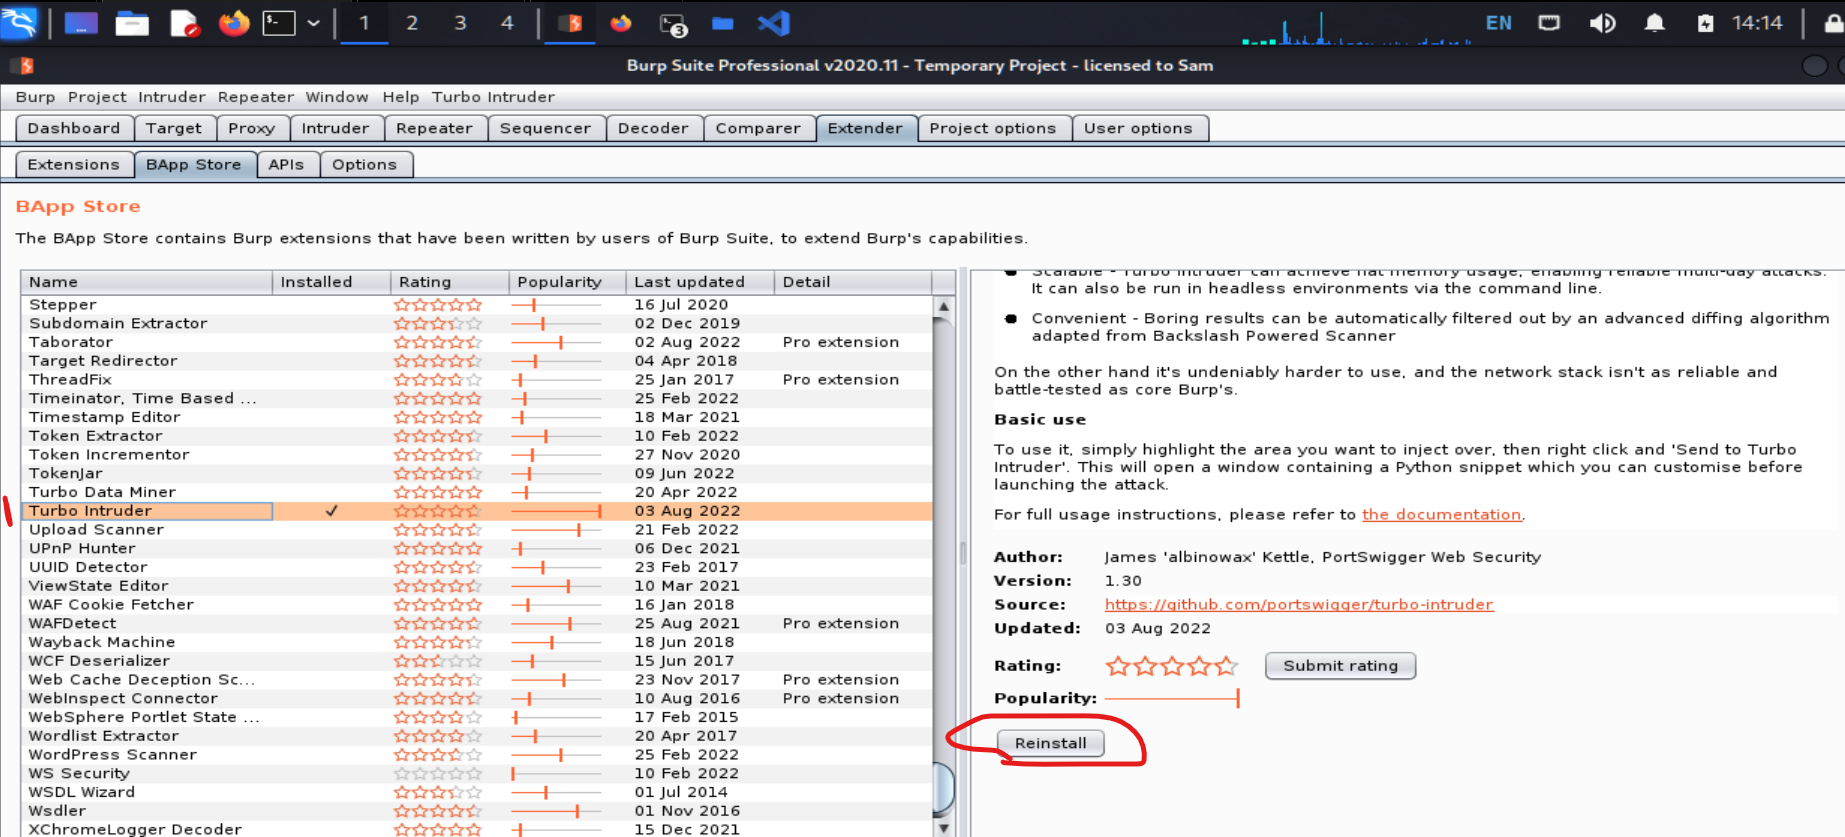 1 2 3 4 3 EN 14:14
Burp Suite Professional v2020.11 - Temporary Project - licensed to Sam
Burp Project Intruder Repeater Window Help Turbo Intruder
Dashboard Target Proxy Intruder Repeater Sequencer Decoder Comparer Extender Project options User options
Extensions BApp Store APIs Options
BApp Store
The BApp Store contains Burp extensions that have been written by users of Burp Suite, to extend Burp's capabilities.
Name Installed Rating Popularity Last updated Detail
Stepper 16 Jul 2020
Subdomain Extractor 02 Dec 2019
Taborator 02 Aug 2022 Pro extension
Target Redirector 04 Apr 2018
ThreadFix 25 Jan 2017 Pro extension
Timeinator, Time Based ... 25 Feb 2022
Timestamp Editor 18 Mar 2021
Token Extractor 10 Feb 2022
Token Incrementor 27 Nov 2020
TokenJar 09 Jun 2022
Turbo Data Miner 20 Apr 2022
Turbo Intruder ✓ 03 Aug 2022
Upload Scanner 21 Feb 2022
UPnP Hunter 06 Dec 2021
UUID Detector 23 Feb 2017
ViewState Editor 10 Mar 2021
WAF Cookie Fetcher 16 Jan 2018
WAFDetect 25 Aug 2021 Pro extension
Wayback Machine 18 Jun 2018
WCF Deserializer 15 Jun 2017
Web Cache Deception Sc... 23 Nov 2017 Pro extension
WebInspect Connector 10 Aug 2016 Pro extension
WebSphere Portlet State ... 17 Feb 2015
Wordlist Extractor 20 Apr 2017
WordPress Scanner 25 Feb 2022
WS Security 10 Feb 2022
WSDL Wizard 01 Jul 2014
Wsdler 01 Nov 2016
XChromeLogger Decoder 15 Dec 2021
Scalable - Turbo Intruder can achieve flat memory usage, enabling reliable multi-day attacks.
It can also be run in headless environments via the command line.
Convenient - Boring results can be automatically filtered out by an advanced diffing algorithm
adapted from Backslash Powered Scanner
On the other hand it's undeniably harder to use, and the network stack isn't as reliable and
battle-tested as core Burp's.
Basic use
To use it, simply highlight the area you want to inject over, then right click and 'Send to Turbo
Intruder'. This will open a window containing a Python snippet which you can customise before
launching the attack.
For full usage instructions, please refer to the documentation.
Author: James 'albinowax' Kettle, PortSwigger Web Security
Version: 1.30
Source: https://github.com/portswigger/turbo-intruder
Updated: 03 Aug 2022
Rating: Submit rating
Popularity:
Reinstall